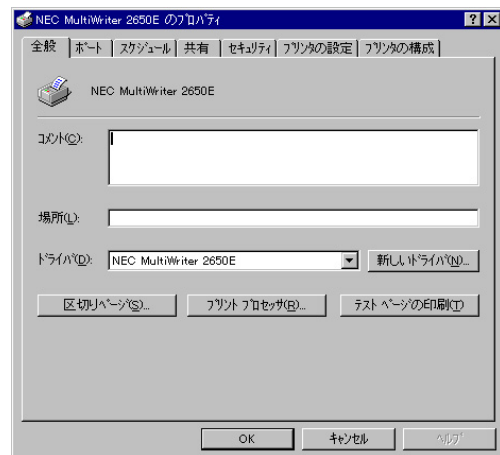 NEC MultiWriter 2650E のﾌﾟﾛﾊﾟﾃｨ
全般 ﾎﾟｰﾄ ｽｹｼﾞｭｰﾙ 共有 ｾｷｭﾘﾃｨ ﾌﾟﾘﾝﾀの設定 ﾌﾟﾘﾝﾀの構成
NEC MultiWriter 2650E
ｺﾒﾝﾄ(C):
場所(L):
ﾄﾞﾗｲﾊﾞ(D): NEC MultiWriter 2650E 新しいﾄﾞﾗｲﾊﾞ(N)...
区切りﾍﾟｰｼﾞ(S)... ﾌﾟﾘﾝﾄ ﾌﾟﾛｾｯｻ(R)... ﾃｽﾄ ﾍﾟｰｼﾞの印刷(T)
OK ｷｬﾝｾﾙ ﾍﾙﾌﾟ